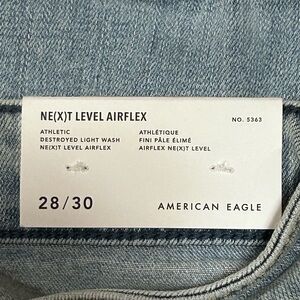 NE(X)T LEVEL AIRFLEX
NO. 5363
ATHLETIC
DESTROYED LIGHT WASH
NE(X)T LEVEL AIRFLEX
ATHLÉTIQUE
FINI PÂLE ÉLIMÉ
AIRFLEX NE(X)T LEVEL
28/30
AMERICAN EAGLE